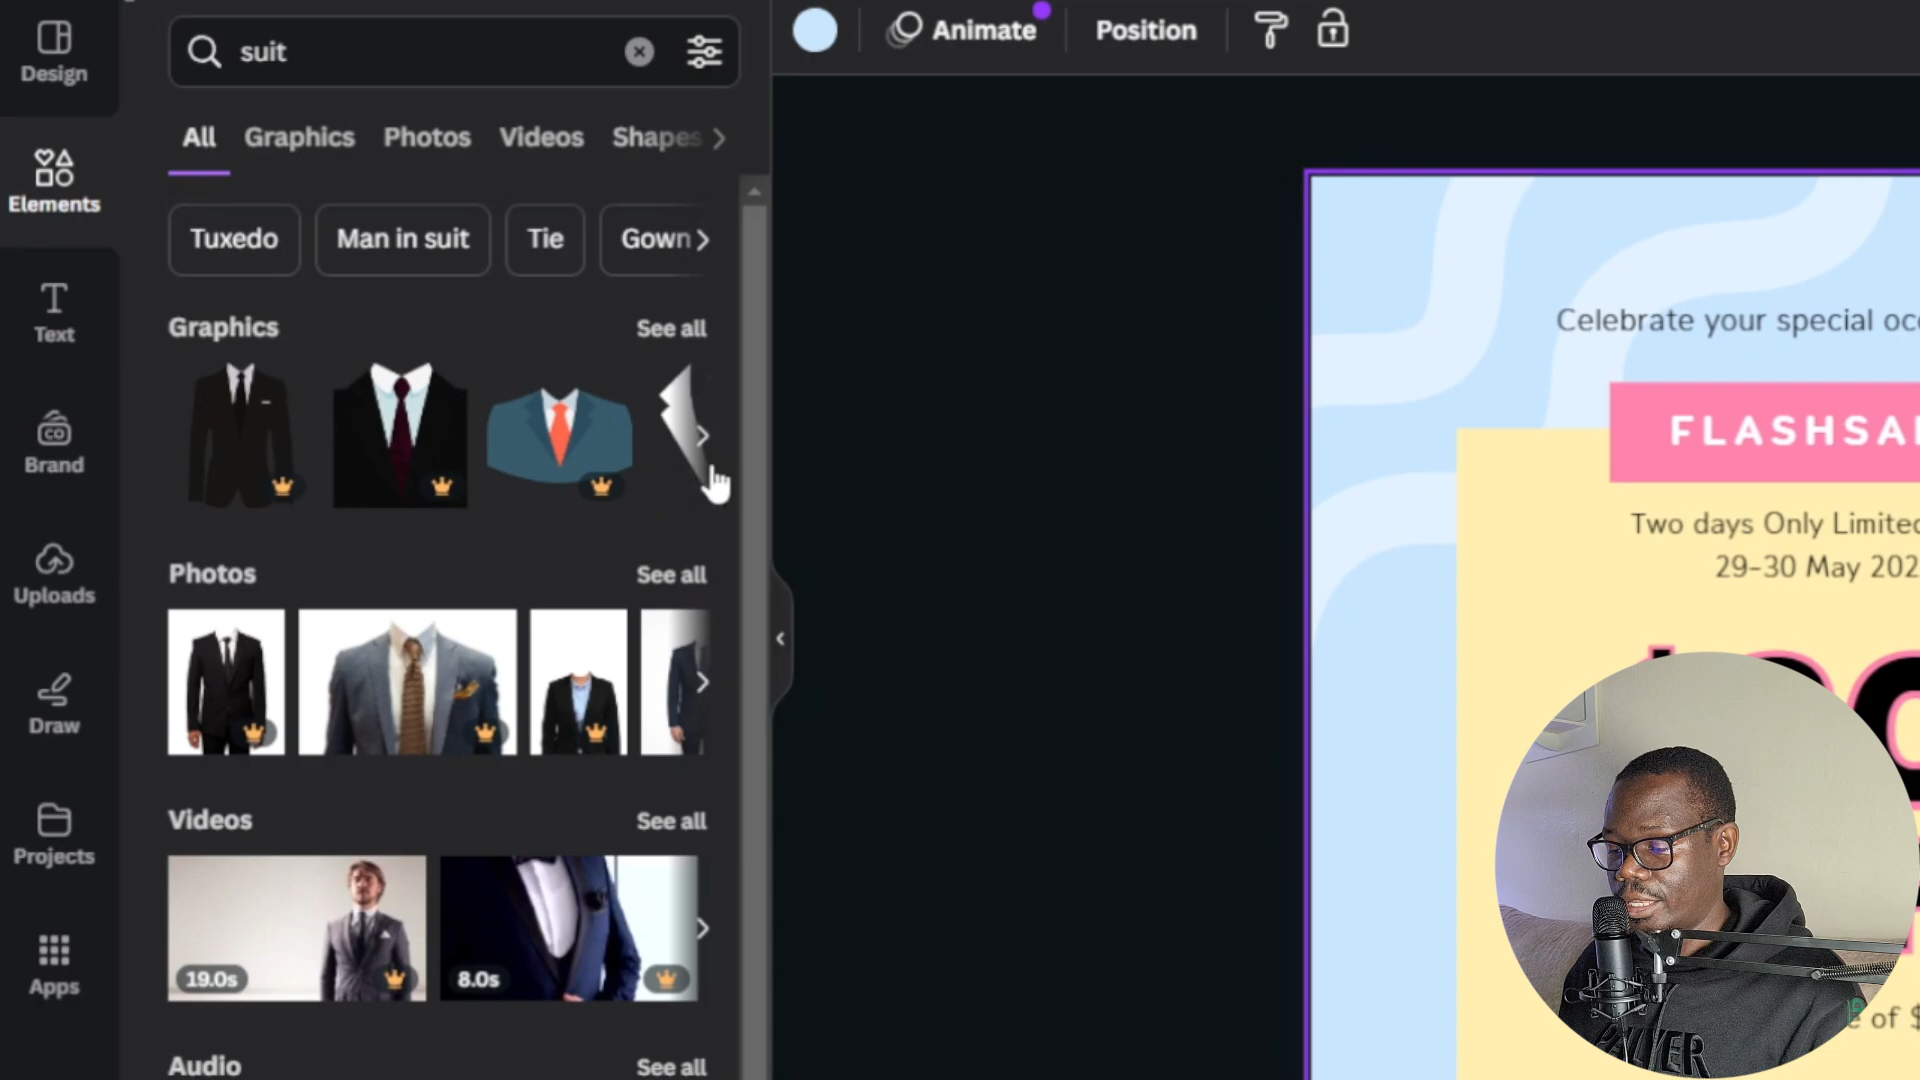 Design
Elements
Text
Brand
Uploads
Draw
Projects
Apps
suit
All Graphics Photos Videos Shapes
Tuxedo Man in suit Tie Gown
Graphics See all
Photos See all
Videos See all
19.0s 8.0s
Audio See all
Animate Position
Celebrate your special
FLASHSA
Two days Only Limited
29-30 May 202
of $